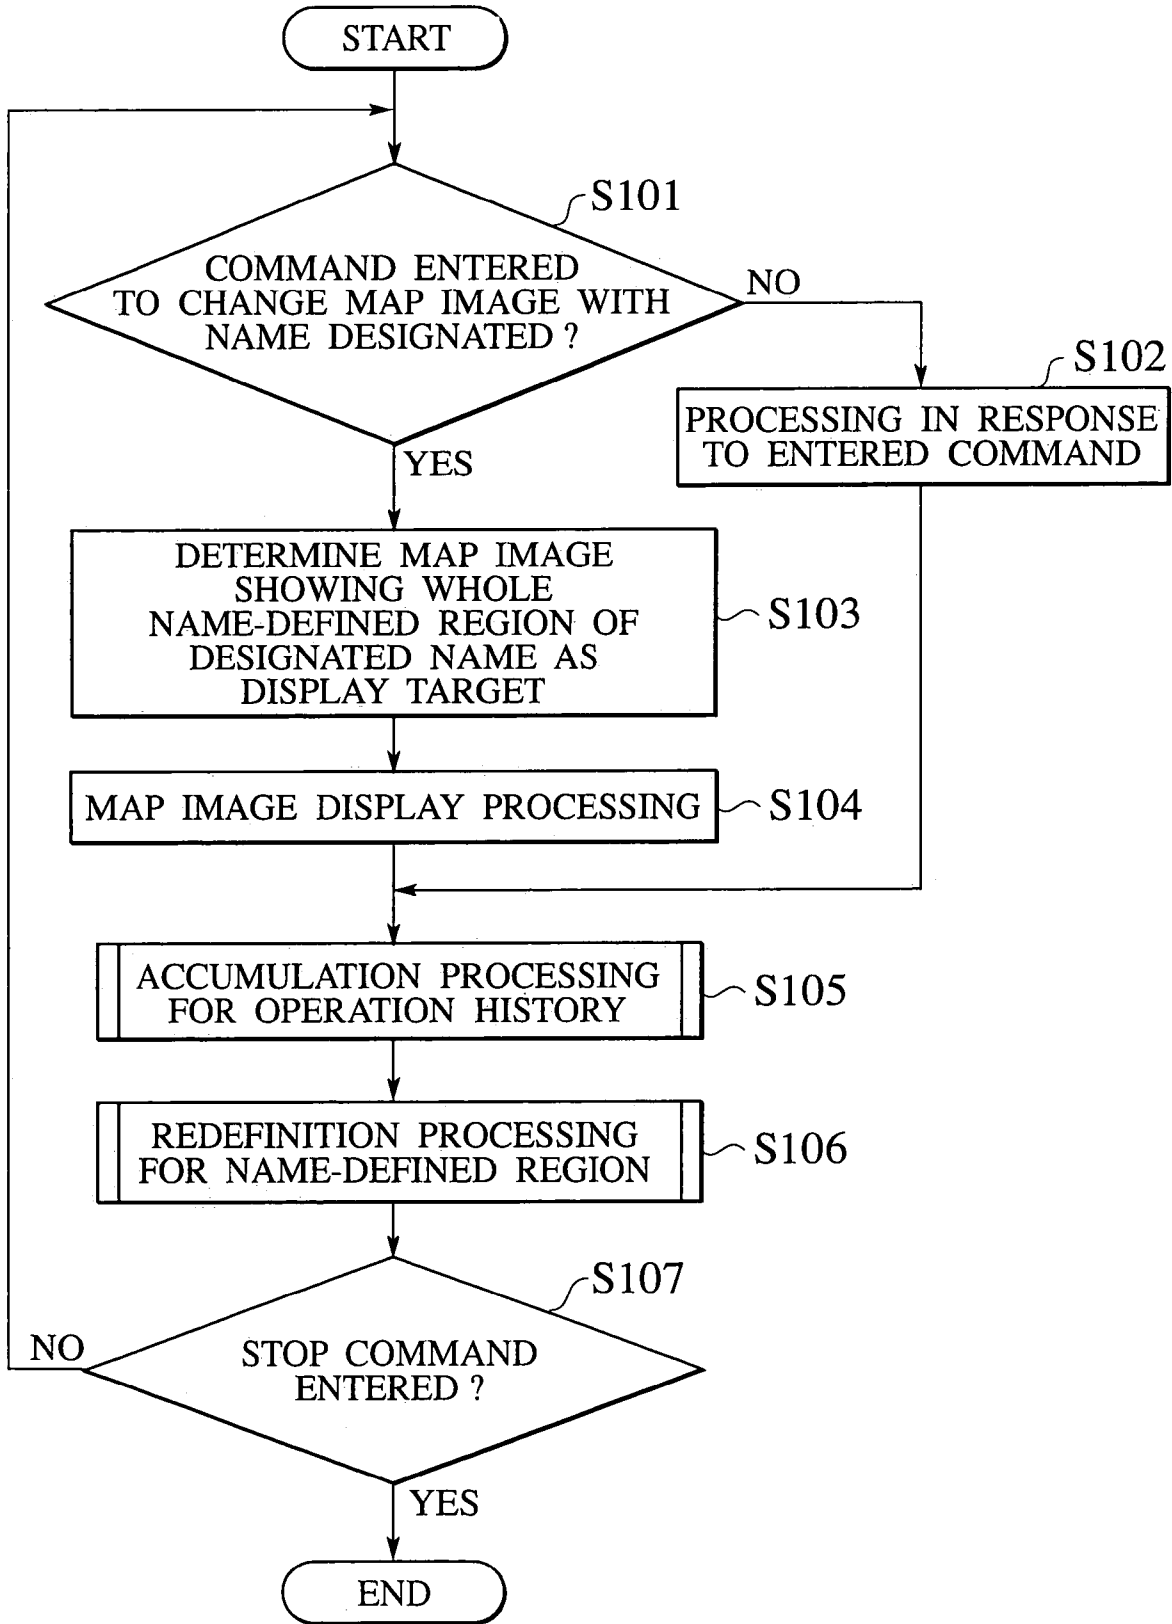 START
S101
COMMAND ENTERED
TO CHANGE MAP IMAGE WITH
NAME DESIGNATED ?
NO
YES
S102
PROCESSING IN RESPONSE
TO ENTERED COMMAND
DETERMINE MAP IMAGE
SHOWING WHOLE
NAME-DEFINED REGION OF
DESIGNATED NAME AS
DISPLAY TARGET
S103
MAP IMAGE DISPLAY PROCESSING
S104
ACCUMULATION PROCESSING
FOR OPERATION HISTORY
S105
REDEFINITION PROCESSING
FOR NAME-DEFINED REGION
S106
S107
STOP COMMAND
ENTERED ?
NO
YES
END